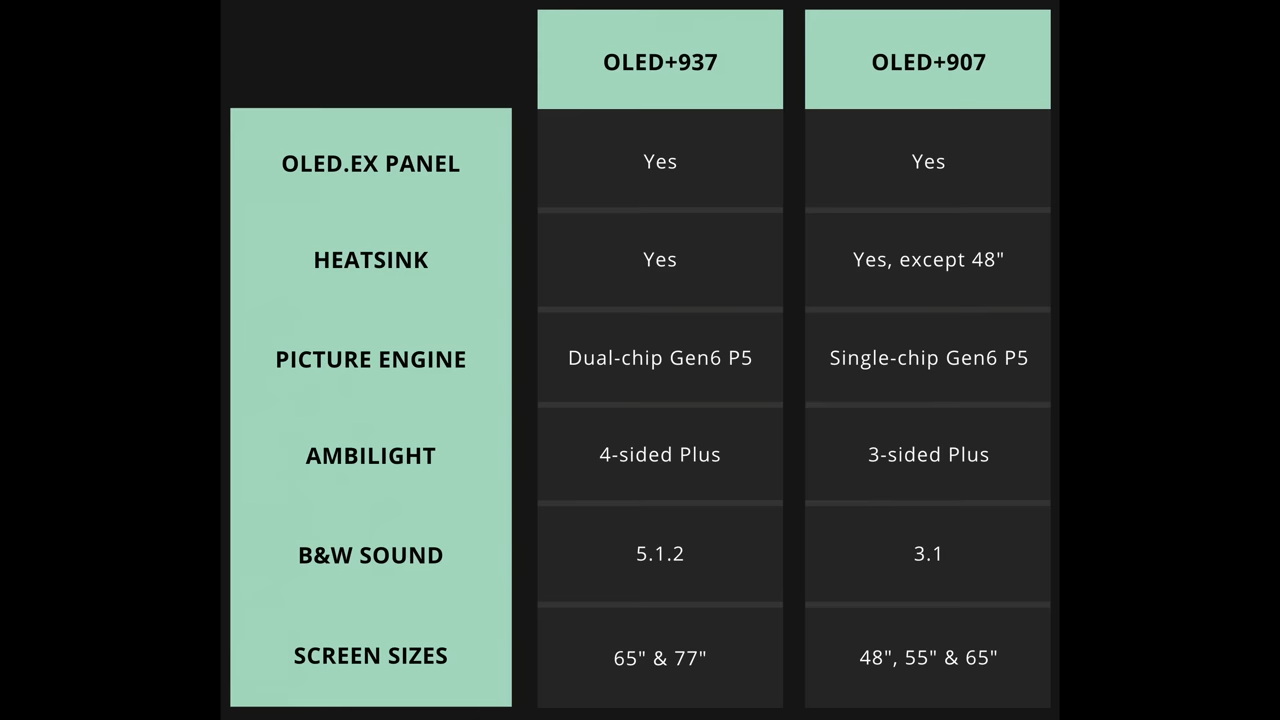 OLED+937 OLED+907
OLED.EX PANEL Yes Yes
HEATSINK Yes Yes, except 48"
PICTURE ENGINE Dual-chip Gen6 P5 Single-chip Gen6 P5
AMBILIGHT 4-sided Plus 3-sided Plus
B&W SOUND 5.1.2 3.1
SCREEN SIZES 65" & 77" 48", 55" & 65"